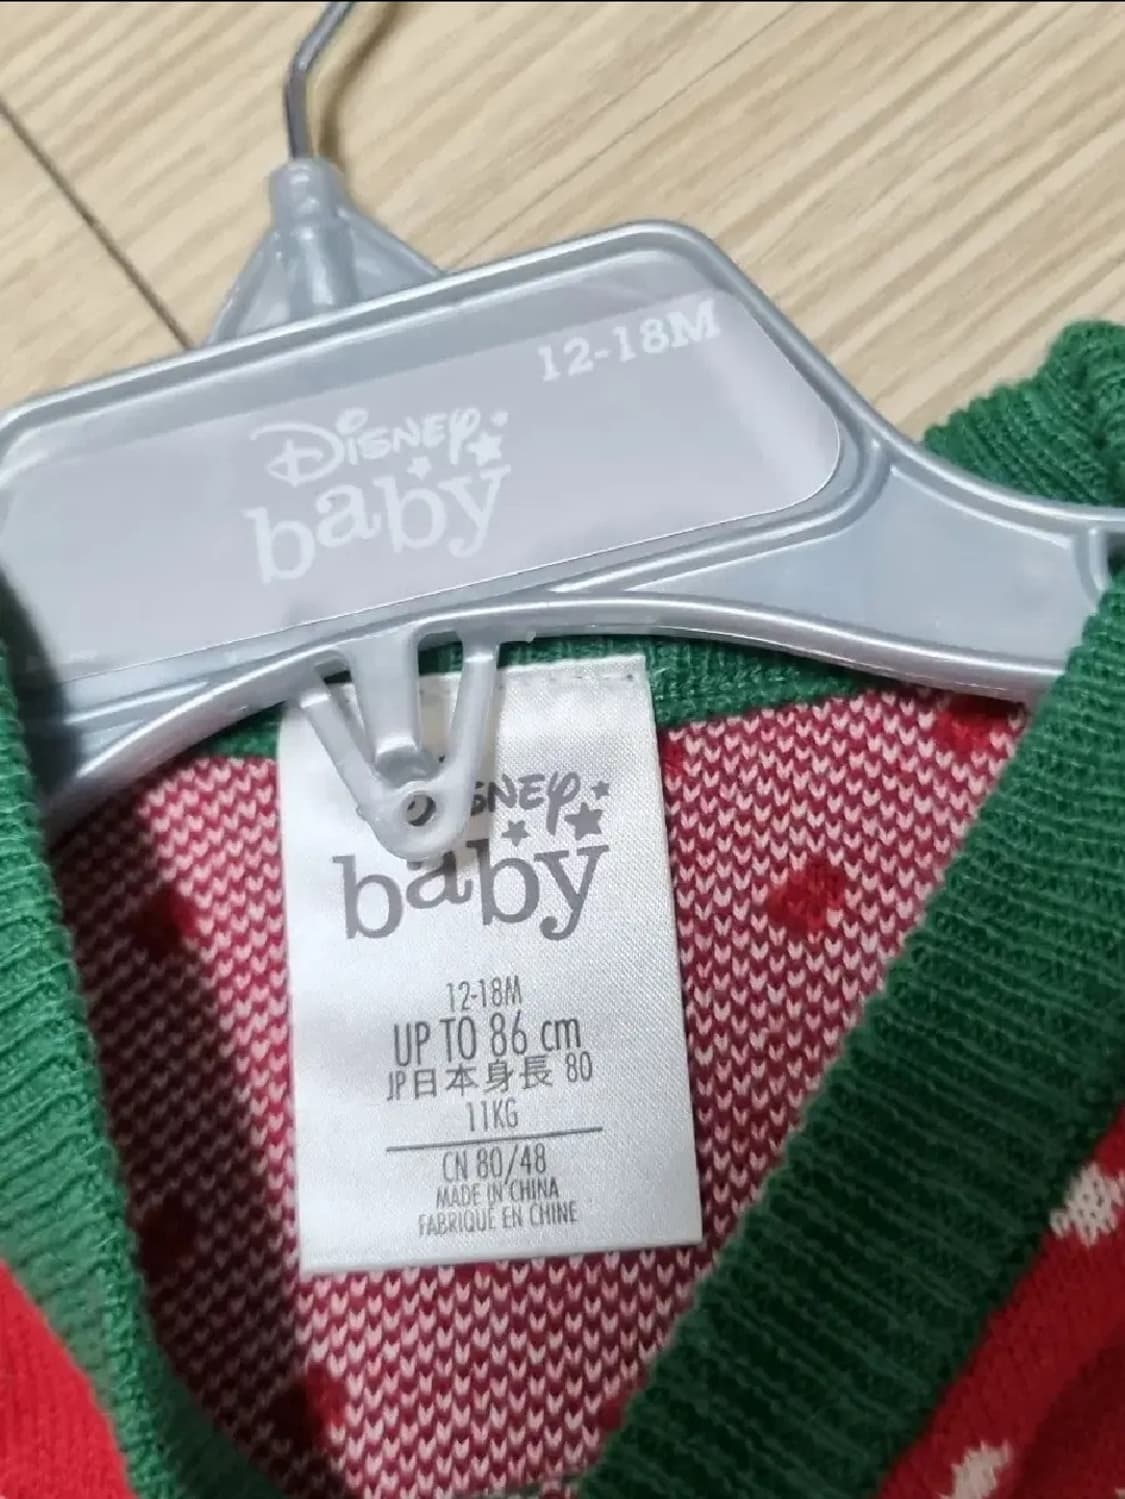 12-18M
Disney
baby
sney
baby
12-18M
UP TO 86 cm
JP日本身長 80
11KG
CN 80/48
MADE IN CHINA
FABRIQUÉ EN CHINE